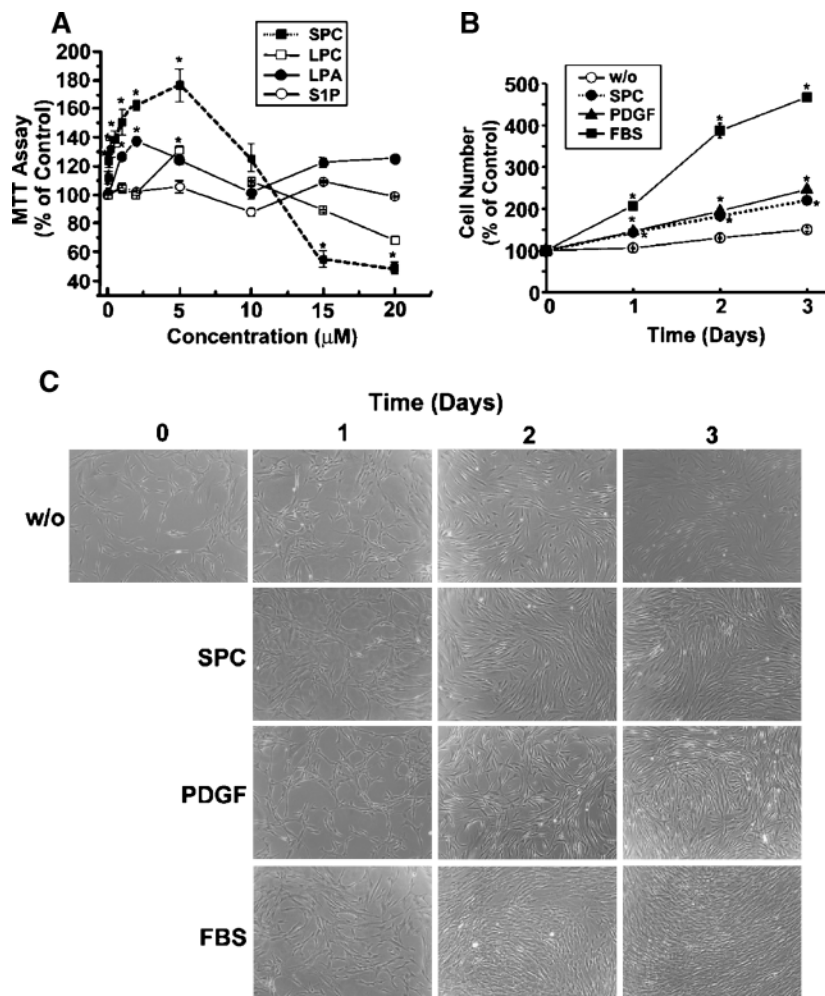 A
MTT Assay
(% of Control)
200
180
160
140
120
100
80
60
40
0
5
10
15
20
Concentration (µM)
SPC
LPC
LPA
S1P
* * * * * * * * * * *
B
Cell Number
(% of Control)
500
400
300
200
100
0
0
1
2
3
Time (Days)
w/o
SPC
PDGF
FBS
* * * * * * * * *
C
Time (Days)
0 1 2 3
w/o
SPC
PDGF
FBS